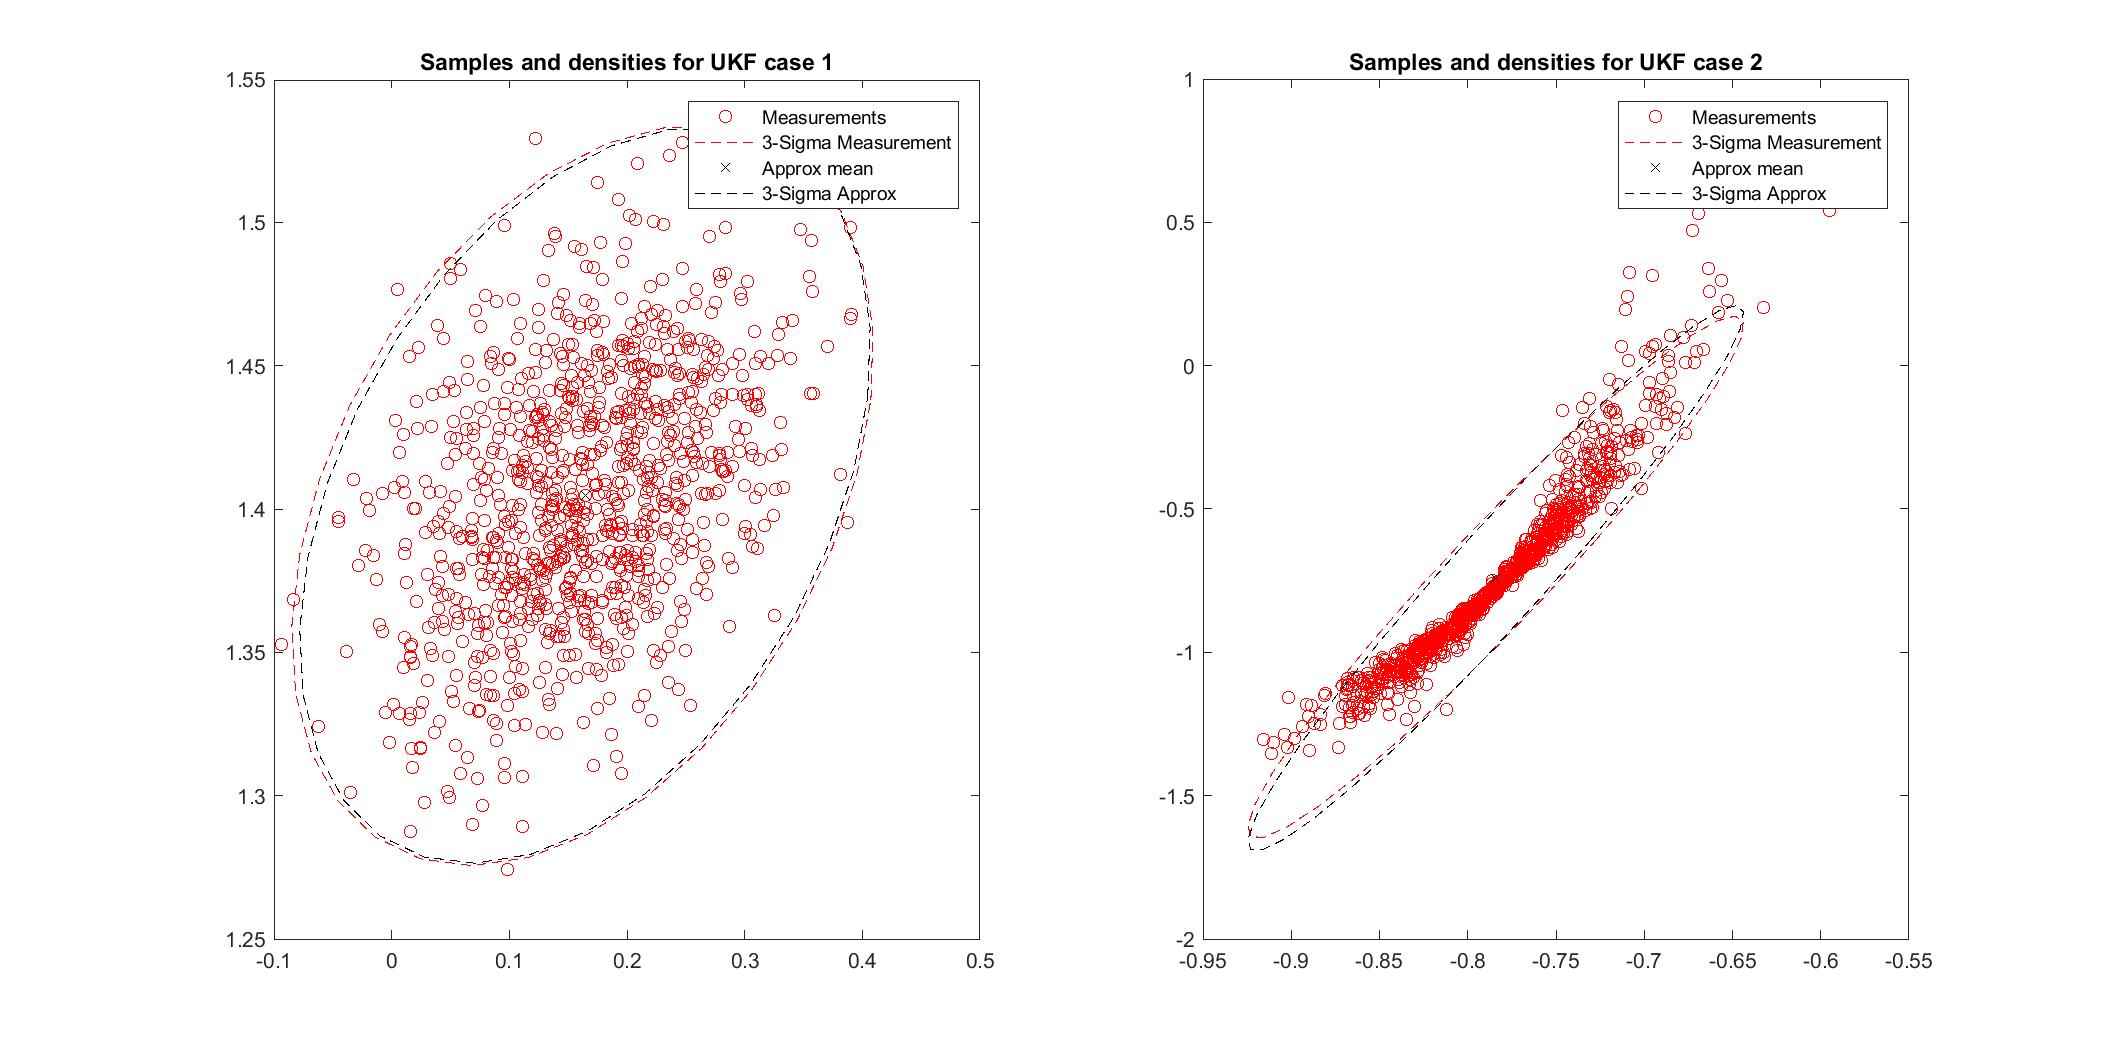 Samples and densities for UKF case 1
1.55
1.5
1.45
1.4
1.35
1.3
1.25
-0.1 0 0.1 0.2 0.3 0.4 0.5
Measurements
3-Sigma Measurement
Approx mean
3-Sigma Approx
Samples and densities for UKF case 2
1
0.5
0
-0.5
-1
-1.5
-2
-0.95 -0.9 -0.85 -0.8 -0.75 -0.7 -0.65 -0.6 -0.55
Measurements
3-Sigma Measurement
Approx mean
3-Sigma Approx